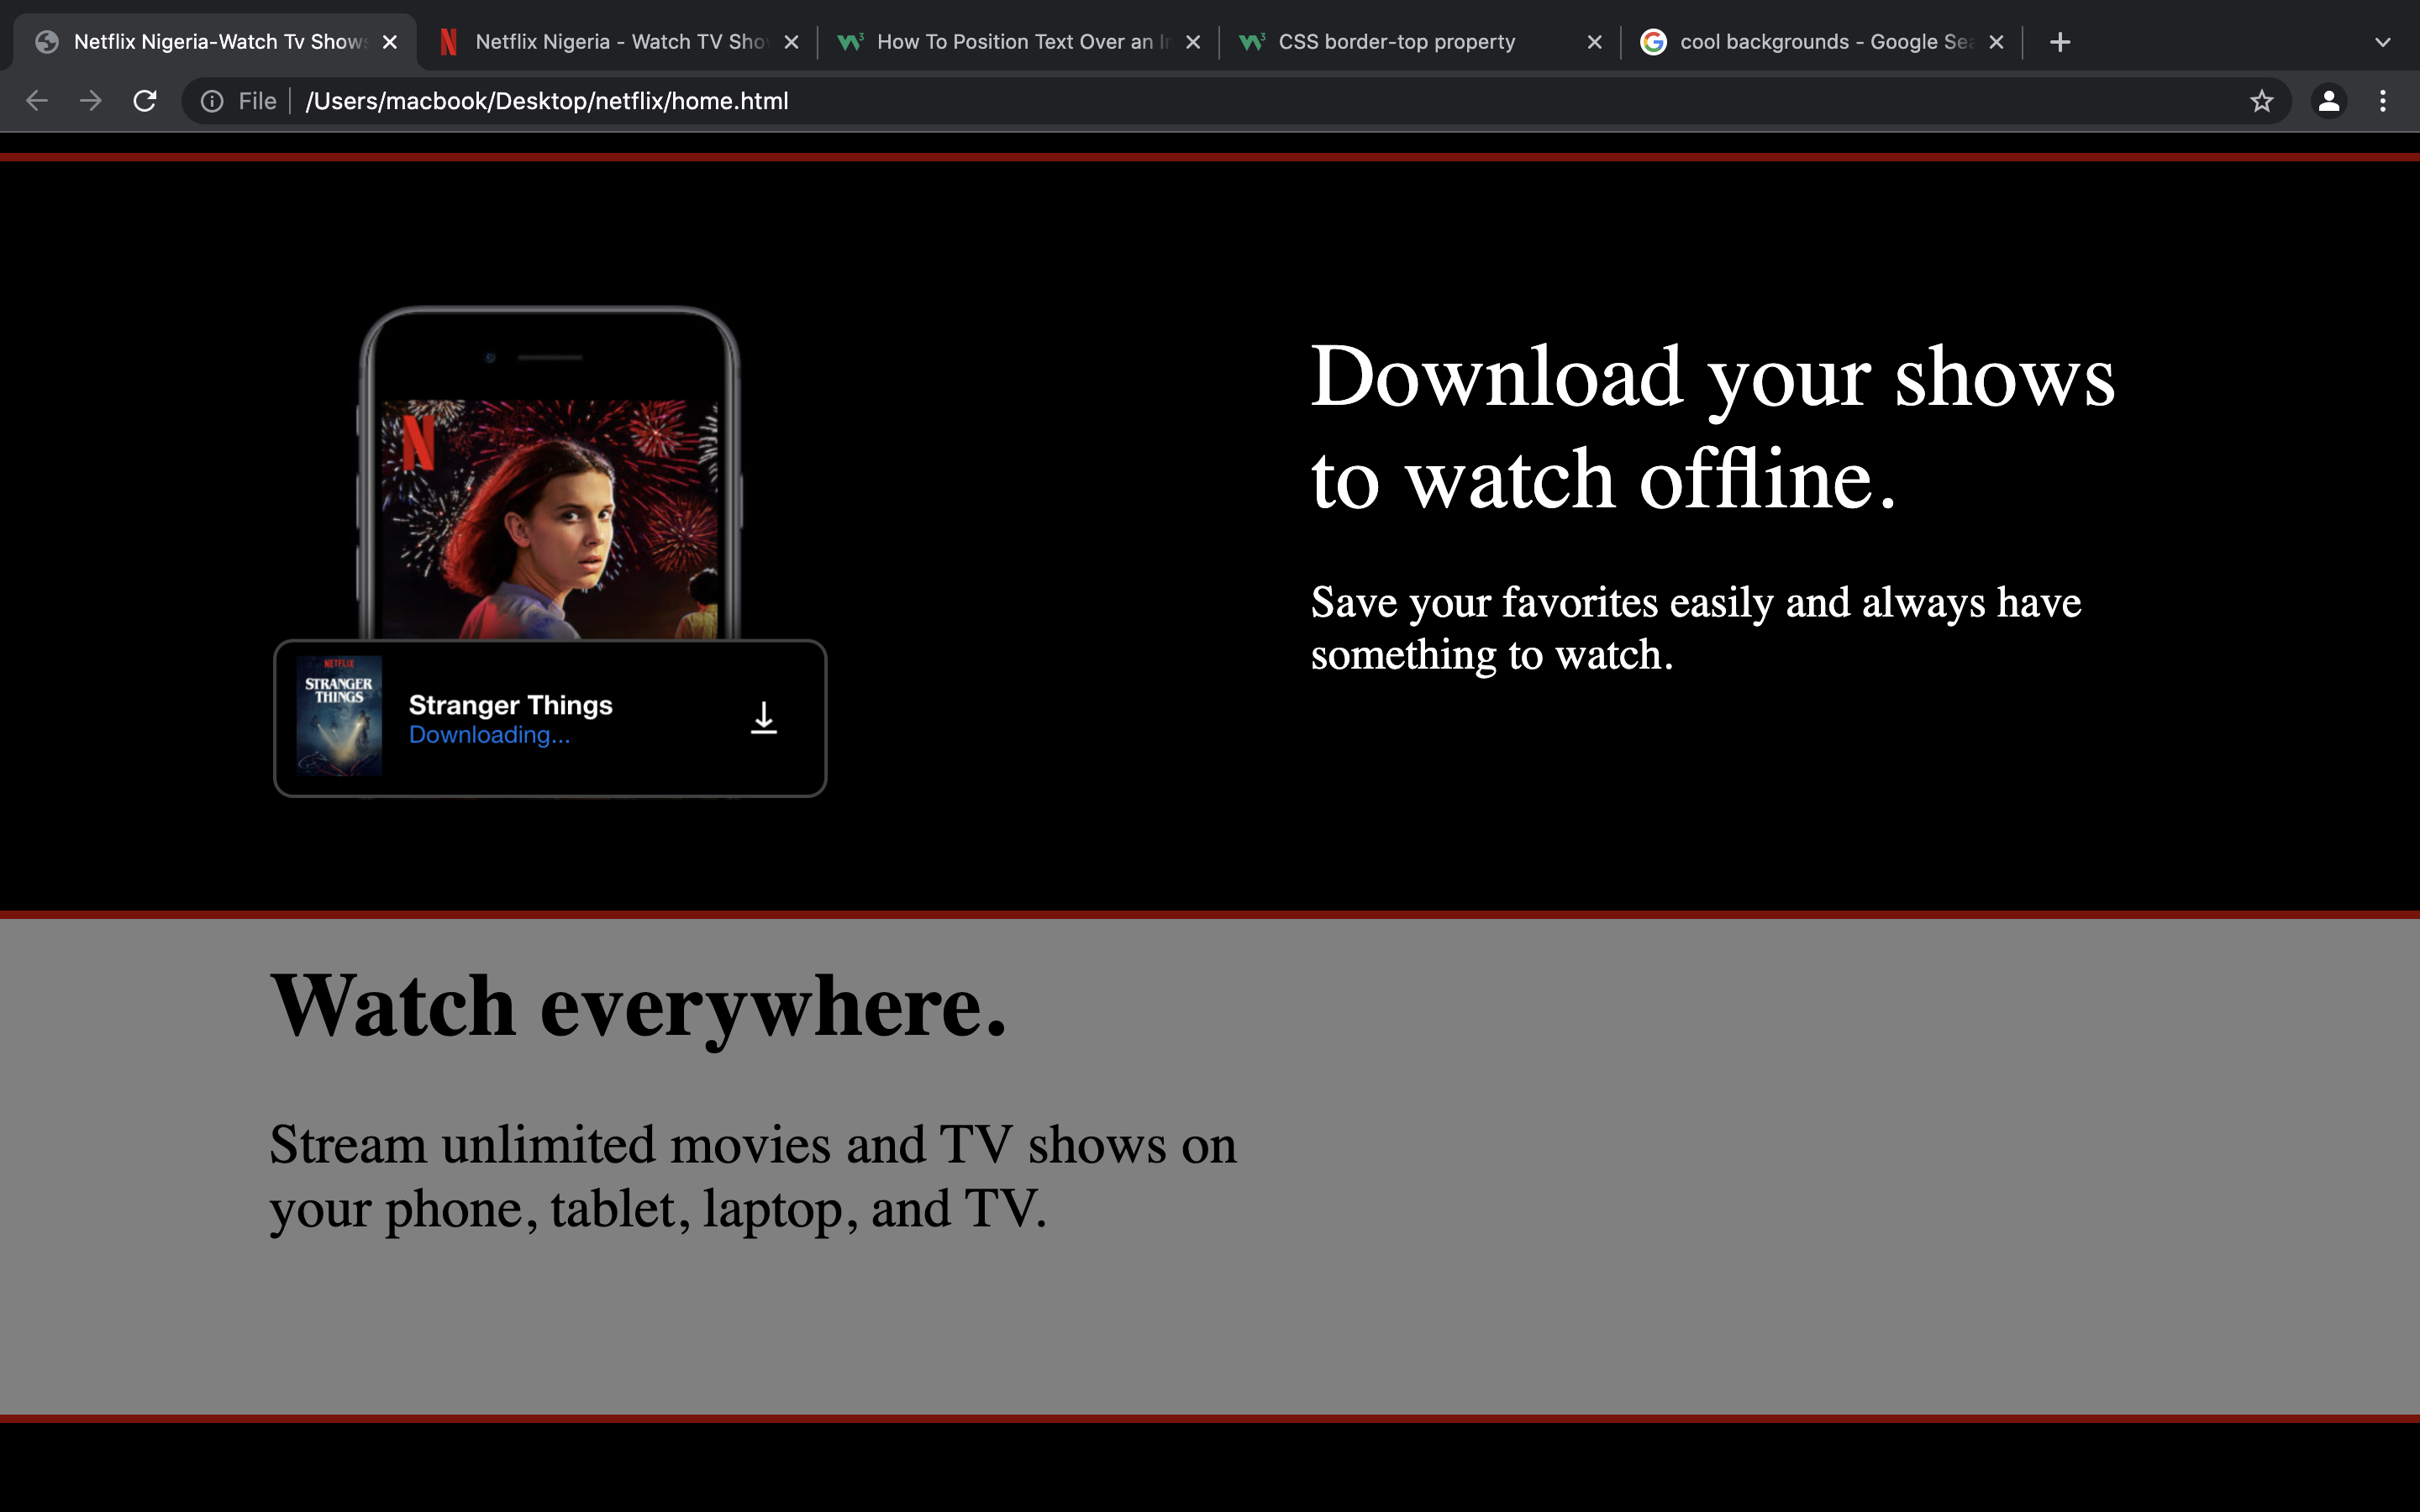 Netflix Nigeria-Watch Tv Shows
Netflix Nigeria - Watch TV Sho
How To Position Text Over an I
CSS border-top property
cool backgrounds - Google Sea
File
/Users/macbook/Desktop/netflix/home.html
Download your shows
to watch offline.
Save your favorites easily and always have
something to watch.
N
NETFLIX
STRANGER
THINGS
Stranger Things
Downloading...
Watch everywhere.
Stream unlimited movies and TV shows on
your phone, tablet, laptop, and TV.